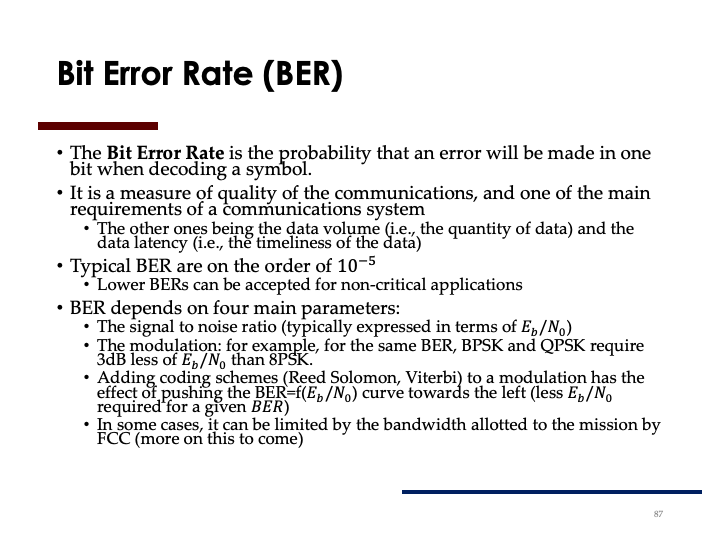 Bit Error Rate (BER)
• The Bit Error Rate is the probability that an error will be made in one
bit when decoding a symbol.
• It is a measure of quality of the communications, and one of the main
requirements of a communications system
• The other ones being the data volume (i.e., the quantity of data) and the
data latency (i.e., the timeliness of the data)
• Typical BER are on the order of 10⁻⁵
• Lower BERs can be accepted for non-critical applications
• BER depends on four main parameters:
• The signal to noise ratio (typically expressed in terms of 𝐸_𝑏/𝑁_0)
• The modulation: for example, for the same BER, BPSK and QPSK require
3dB less of 𝐸_𝑏/𝑁_0 than 8PSK.
• Adding coding schemes (Reed Solomon, Viterbi) to a modulation has the
effect of pushing the BER=f(𝐸_𝑏/𝑁_0) curve towards the left (less 𝐸_𝑏/𝑁_0
required for a given 𝐵𝐸𝑅)
• In some cases, it can be limited by the bandwidth allotted to the mission by
FCC (more on this to come)
87